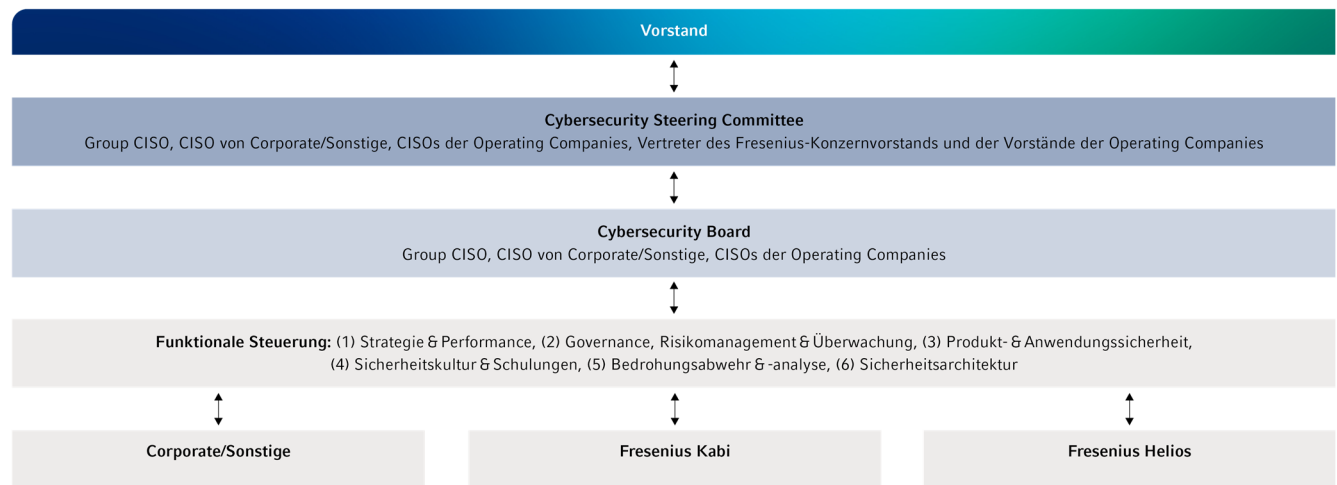 Vorstand
Cybersecurity Steering Committee
Group CISO, CISO von Corporate/Sonstige, CISOs der Operating Companies, Vertreter des Fresenius-Konzernvorstands und der Vorstände der Operating Companies
Cybersecurity Board
Group CISO, CISO von Corporate/Sonstige, CISOs der Operating Companies
Funktionale Steuerung: (1) Strategie & Performance, (2) Governance, Risikomanagement & Überwachung, (3) Produkt- & Anwendungssicherheit,
(4) Sicherheitskultur & Schulungen, (5) Bedrohungsabwehr & -analyse, (6) Sicherheitsarchitektur
Corporate/Sonstige
Fresenius Kabi
Fresenius Helios